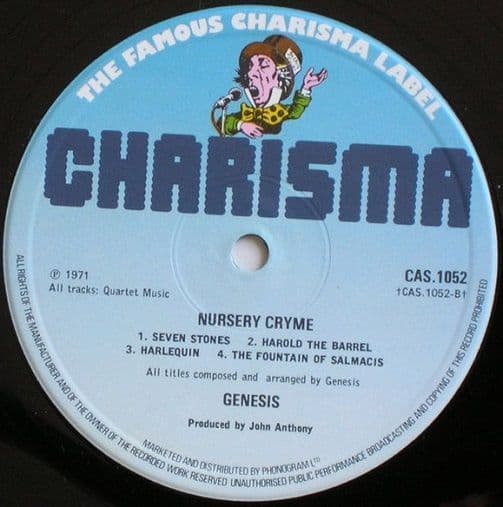 THE FAMOUS CHARISMA LABEL
CHARISMA
℗ 1971
All tracks: Quartet Music
CAS.1052
†CAS.1052-B†
NURSERY CRYME
1. SEVEN STONES 2. HAROLD THE BARREL
3. HARLEQUIN 4. THE FOUNTAIN OF SALMACIS
All titles composed and arranged by Genesis
GENESIS
Produced by John Anthony
MARKETED AND DISTRIBUTED BY PHONOGRAM LTD
ALL RIGHTS OF THE MANUFACTURER AND OF THE OWNER OF THE RECORDED WORK RESERVED UNAUTHORISED PUBLIC PERFORMANCE BROADCASTING AND COPYING OF THIS RECORD PROHIBITED